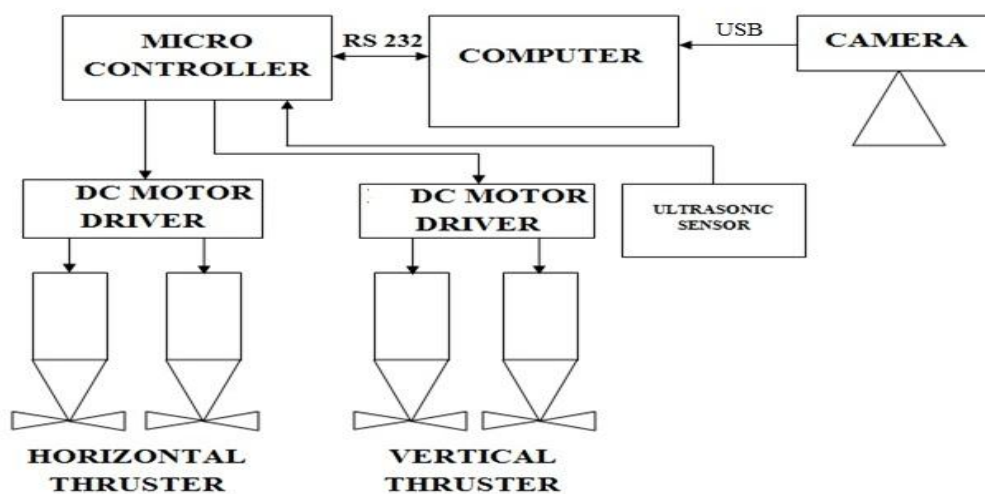 MICRO
CONTROLLER
RS 232
COMPUTER
USB
CAMERA
DC MOTOR
DRIVER
DC MOTOR
DRIVER
ULTRASONIC
SENSOR
HORIZONTAL
THRUSTER
VERTICAL
THRUSTER